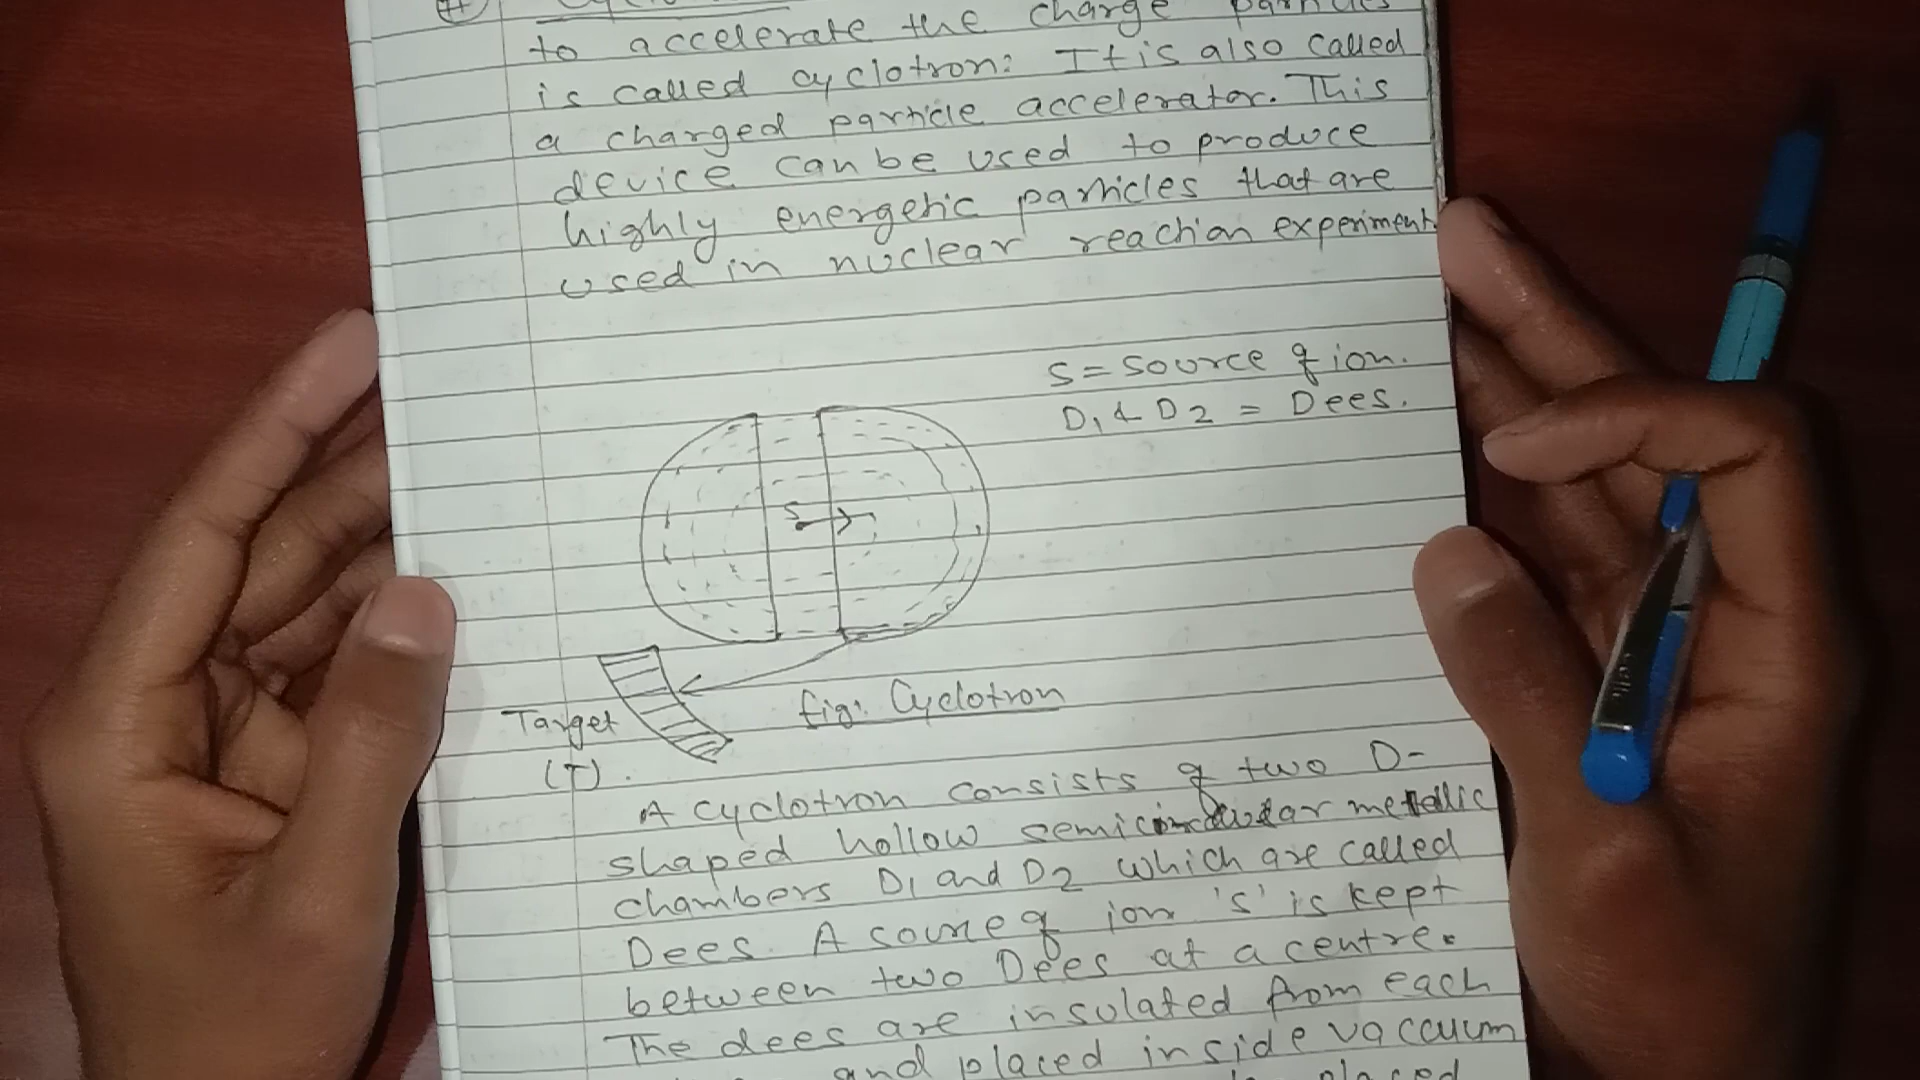 to accelerate the charge particles
is called cyclotron: It is also called
a charged particle accelerator. This
device can be used to produce
highly energetic particles that are
used in nuclear reaction experiment
S = Source of ion.
D1 & D2 = Dees.
S
Target
(T).
fig: Cyclotron
A cyclotron consists of two D-
shaped hollow semicircular metallic
chambers D1 and D2 which are called
Dees. A source of ion 'S' is kept
between two Dees at a centre.
The dees are insulated from each
and placed inside vaccuum
placed